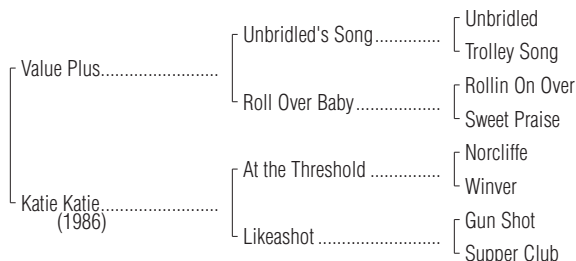 Unbridled
Unbridled's Song...............
Trolley Song
Value Plus..........................
Rollin On Over
Roll Over Baby...................
Sweet Praise
Norcliffe
At the Threshold ................
Winver
Katie Katie..........................
(1986)
Gun Shot
Likeashot ...........................
Supper Club